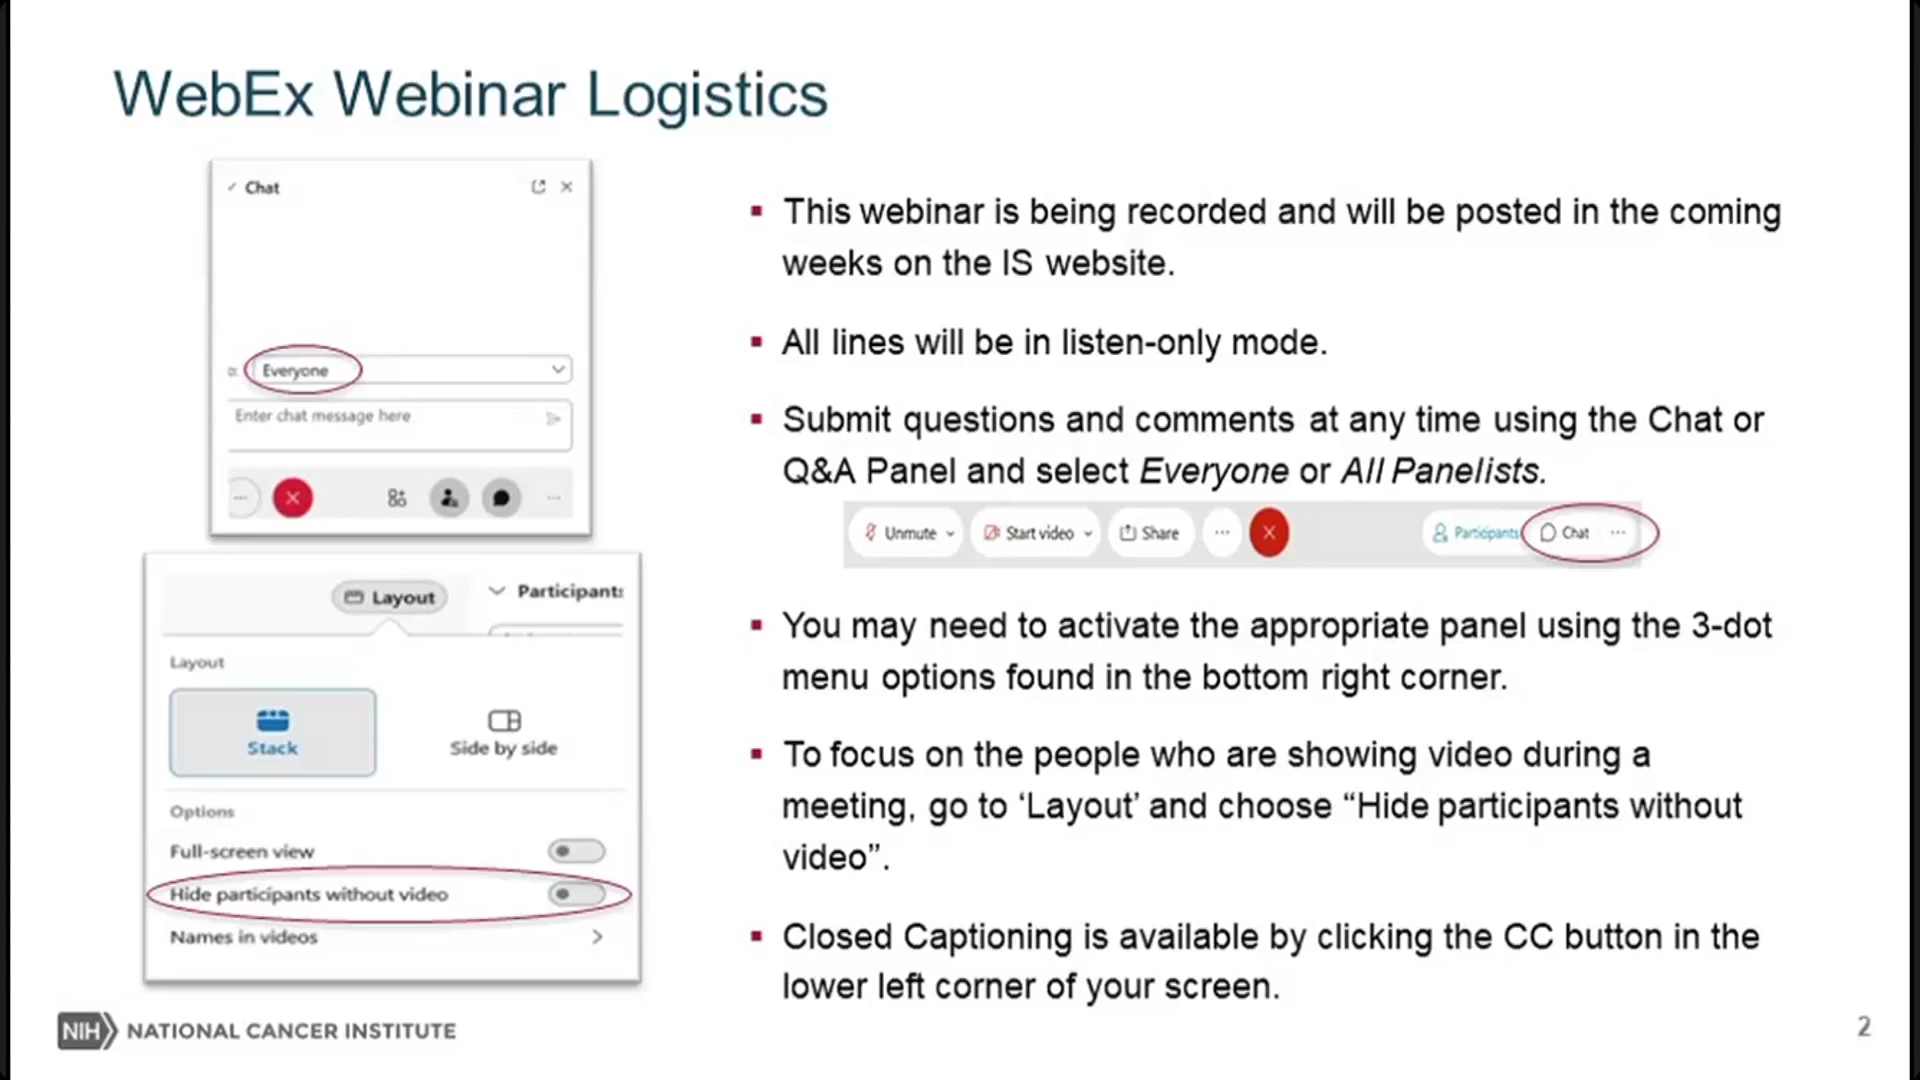 WebEx Webinar Logistics
Chat
Everyone
Enter chat message here
Layout
Participants
Layout
Stack
Side by side
Options
Full-screen view
Hide participants without video
Names in videos
▪ This webinar is being recorded and will be posted in the coming
weeks on the IS website.
▪ All lines will be in listen-only mode.
▪ Submit questions and comments at any time using the Chat or
Q&A Panel and select Everyone or All Panelists.
Unmute Start video Share ... Participants Chat ...
▪ You may need to activate the appropriate panel using the 3-dot
menu options found in the bottom right corner.
▪ To focus on the people who are showing video during a
meeting, go to ‘Layout’ and choose “Hide participants without
video”.
▪ Closed Captioning is available by clicking the CC button in the
lower left corner of your screen.
NIH NATIONAL CANCER INSTITUTE
2